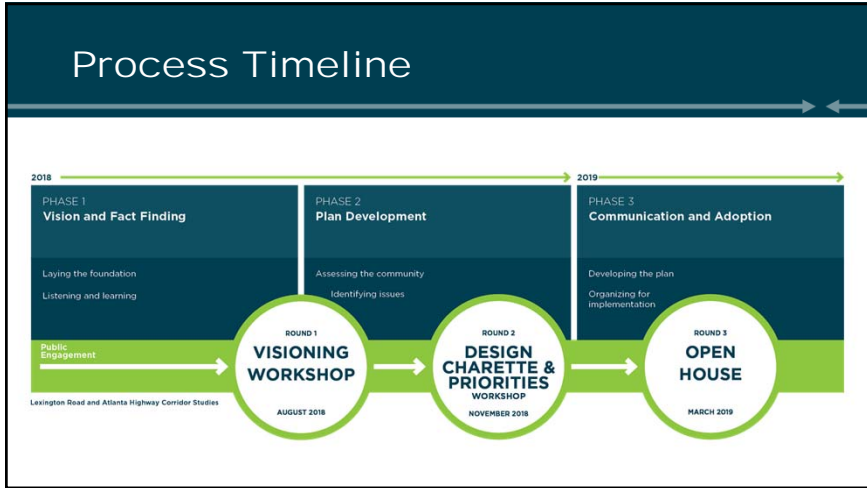 Process Timeline
2018
2019
PHASE 1
Vision and Fact Finding
Laying the foundation
Listening and learning
PHASE 2
Plan Development
Assessing the community
Identifying issues
PHASE 3
Communication and Adoption
Developing the plan
Organizing for
implementation
Public
Engagement
ROUND 1
VISIONING
WORKSHOP
AUGUST 2018
ROUND 2
DESIGN
CHARETTE &
PRIORITIES
WORKSHOP
NOVEMBER 2018
ROUND 3
OPEN
HOUSE
MARCH 2019
Lexington Road and Atlanta Highway Corridor Studies